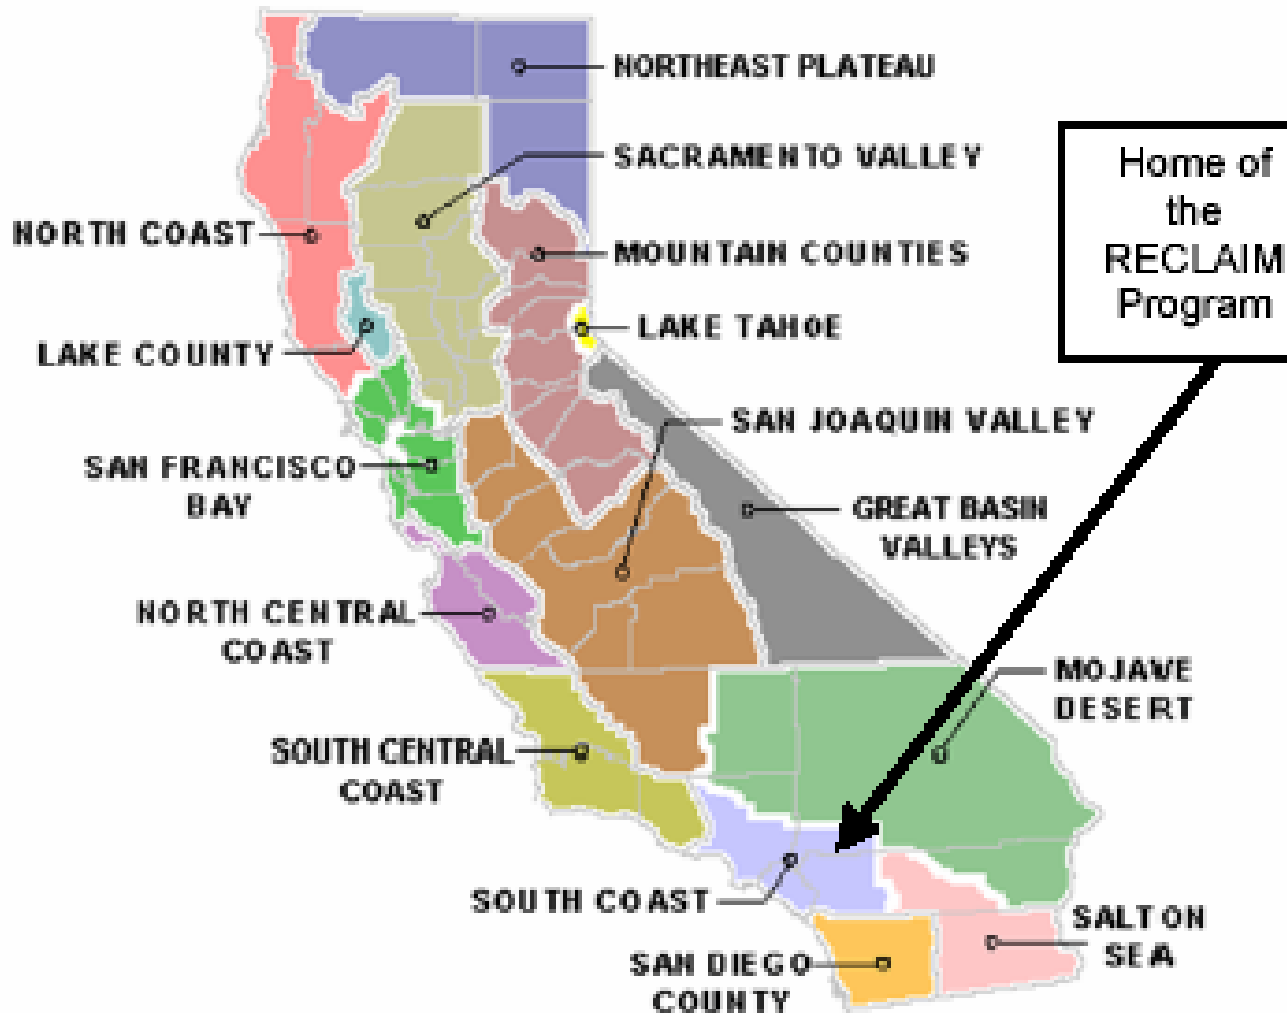 NORTHEAST PLATEAU
SACRAMENTO VALLEY
Home of
the
RECLAIM
Program
NORTH COAST
MOUNTAIN COUNTIES
LAKE TAHOE
LAKE COUNTY
SAN JOAQUIN VALLEY
SAN FRANCISCO
BAY
GREAT BASIN
VALLEYS
NORTH CENTRAL
COAST
MOJAVE
DESERT
SOUTH CENTRAL
COAST
SOUTH COAST
SALTON
SEA
SAN DIEGO
COUNTY